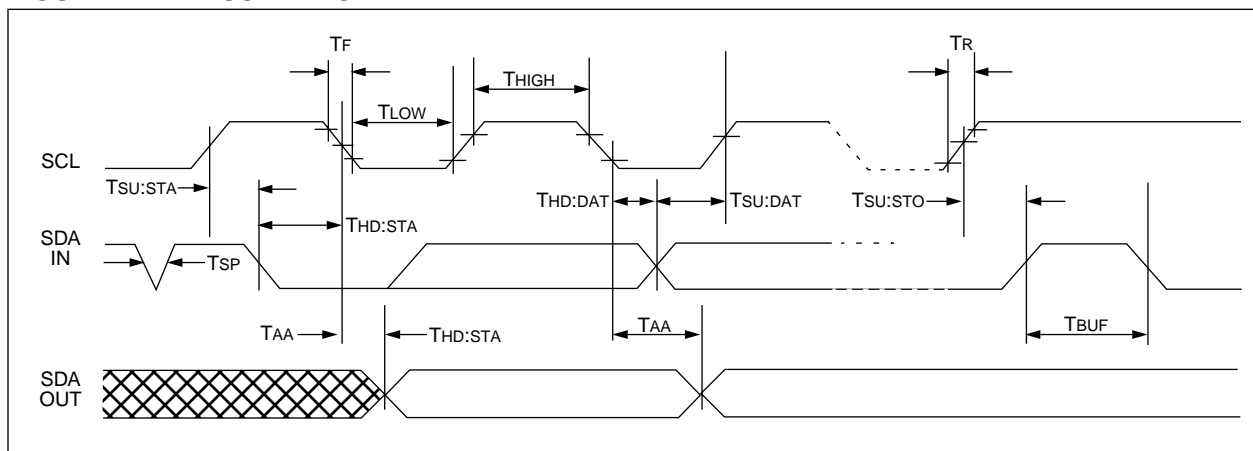 TF
TR
THIGH
TLOW
SCL
TSU:STA
THD:DAT
TSU:DAT
TSU:STO
THD:STA
SDA
IN
TSP
TAA
THD:STA
TAA
TBUF
SDA
OUT